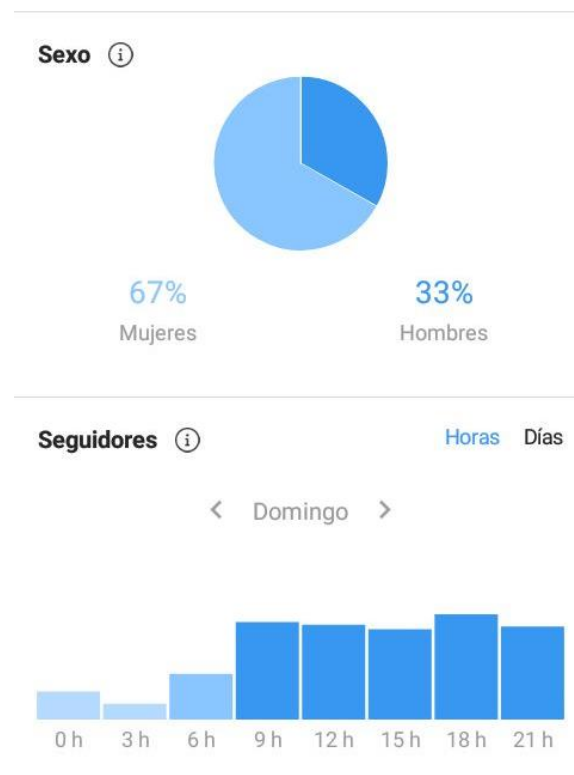 Sexo
67% 33%
Mujeres Hombres
Seguidores Horas Días
Domingo
0 h 3 h 6 h 9 h 12 h 15 h 18 h 21 h